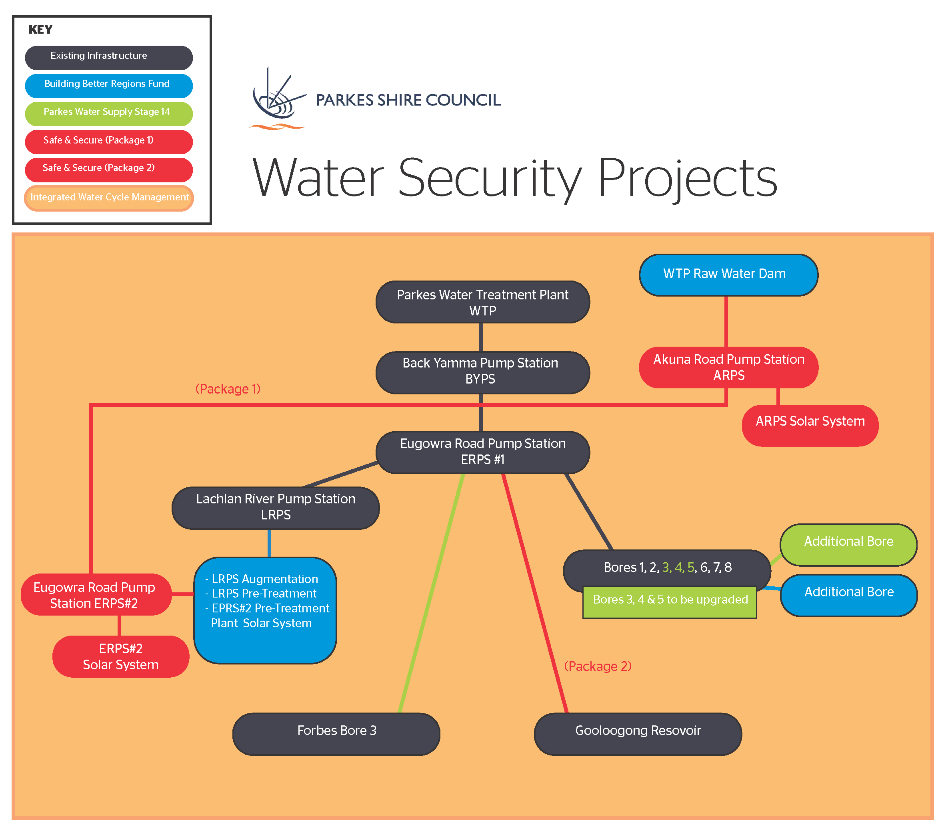 KEY
Existing Infrastructure
Building Better Regions Fund
Parkes Water Supply Stage 14
Safe & Secure (Package 1)
Safe & Secure (Package 2)
Integrated Water Cycle Management
PARKES SHIRE COUNCIL
Water Security Projects
WTP Raw Water Dam
Parkes Water Treatment Plant
WTP
Back Yamma Pump Station
BYPS
Akuna Road Pump Station
ARPS
(Package 1)
ARPS Solar System
Eugowra Road Pump Station
ERPS #1
Lachlan River Pump Station
LRPS
Additional Bore
Bores 1, 2, 3, 4, 5, 6, 7, 8
Bores 3, 4 & 5 to be upgraded
Additional Bore
- LRPS Augmentation
- LRPS Pre-Treatment
- EPRS#2 Pre-Treatment
Plant Solar System
Eugowra Road Pump
Station ERPS#2
ERPS#2
Solar System
(Package 2)
Forbes Bore 3
Gooloogong Resovoir